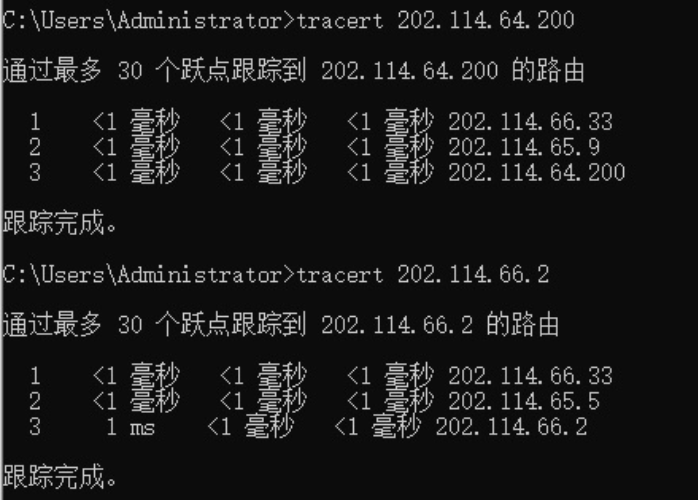 C:\Users\Administrator>tracert 202.114.64.200
通过最多 30 个跃点跟踪到 202.114.64.200 的路由
1 <1 毫秒 <1 毫秒 <1 毫秒 202.114.66.33
2 <1 毫秒 <1 毫秒 <1 毫秒 202.114.65.9
3 <1 毫秒 <1 毫秒 <1 毫秒 202.114.64.200
跟踪完成。
C:\Users\Administrator>tracert 202.114.66.2
通过最多 30 个跃点跟踪到 202.114.66.2 的路由
1 <1 毫秒 <1 毫秒 <1 毫秒 202.114.66.33
2 <1 毫秒 <1 毫秒 <1 毫秒 202.114.65.5
3 1 ms <1 毫秒 <1 毫秒 202.114.66.2
跟踪完成。